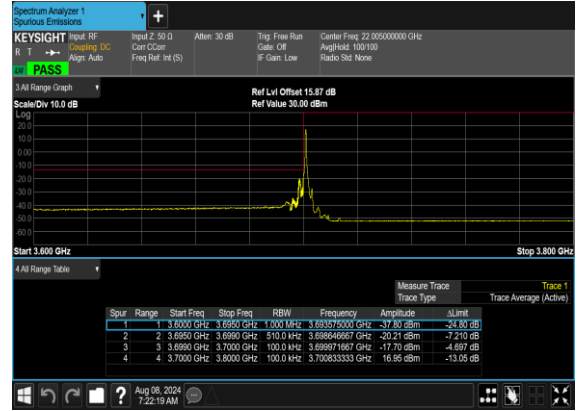 Spectrum Analyzer 1
Spurious Emissions
+
KEYSIGHT
R T
PASS
Input: RF
Coupling: DC
Align: Auto
Input Z: 50 Ω
Corr CCorr
Freq Ref: Int (S)
Atten: 30 dB
Trig: Free Run
Gate: Off
IF Gain: Low
Center Freq: 22.005000000 GHz
Avg|Hold: 100/100
Radio Std: None
3 All Range Graph
Scale/Div 10.0 dB
Ref Lvl Offset 15.87 dB
Ref Value 30.00 dBm
Log
20.0
10.0
0.00
-10.0
-20.0
-30.0
-40.0
-50.0
-60.0
Start 3.600 GHz
Stop 3.800 GHz
4 All Range Table
Measure Trace Trace 1
Trace Type Trace Average (Active)
Spur Range Start Freq Stop Freq RBW Frequency Amplitude ΔLimit
1 1 3.6000 GHz 3.6950 GHz 1.000 MHz 3.693575000 GHz -37.80 dBm -24.80 dB
2 2 3.6950 GHz 3.6990 GHz 510.0 kHz 3.698646667 GHz -20.21 dBm -7.210 dB
3 3 3.6990 GHz 3.7000 GHz 100.0 kHz 3.699971667 GHz -17.70 dBm -4.697 dB
4 4 3.7000 GHz 3.8000 GHz 100.0 kHz 3.700833333 GHz 16.95 dBm -13.05 dB
?
Aug 08, 2024
7:22:19 AM